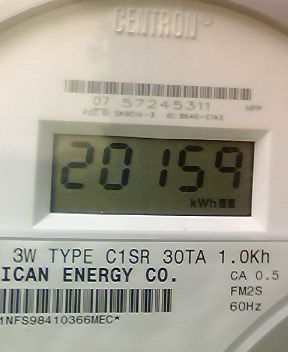 CENTRON®
07 57245311 HPP
20159
kWh
3W TYPE C1SR 30TA 1.0Kh
ICAN ENERGY CO. CA 0.5
FM2S
60Hz
1NFS98410366MEC*